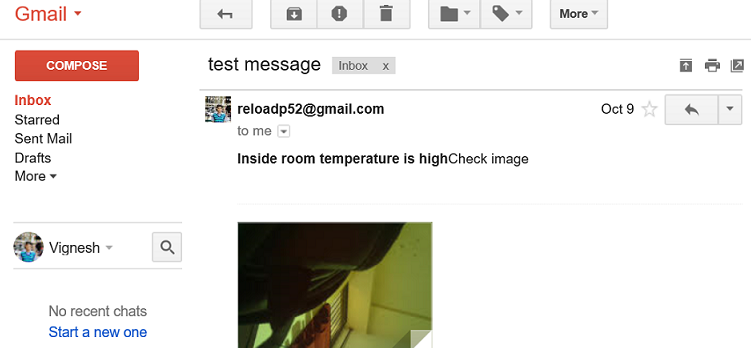 Gmail
More
COMPOSE
test message
Inbox x
Inbox
Starred
Sent Mail
Drafts
More
reloadp52@gmail.com
Oct 9
to me
Inside room temperature is highCheck image
Vignesh
No recent chats
Start a new one